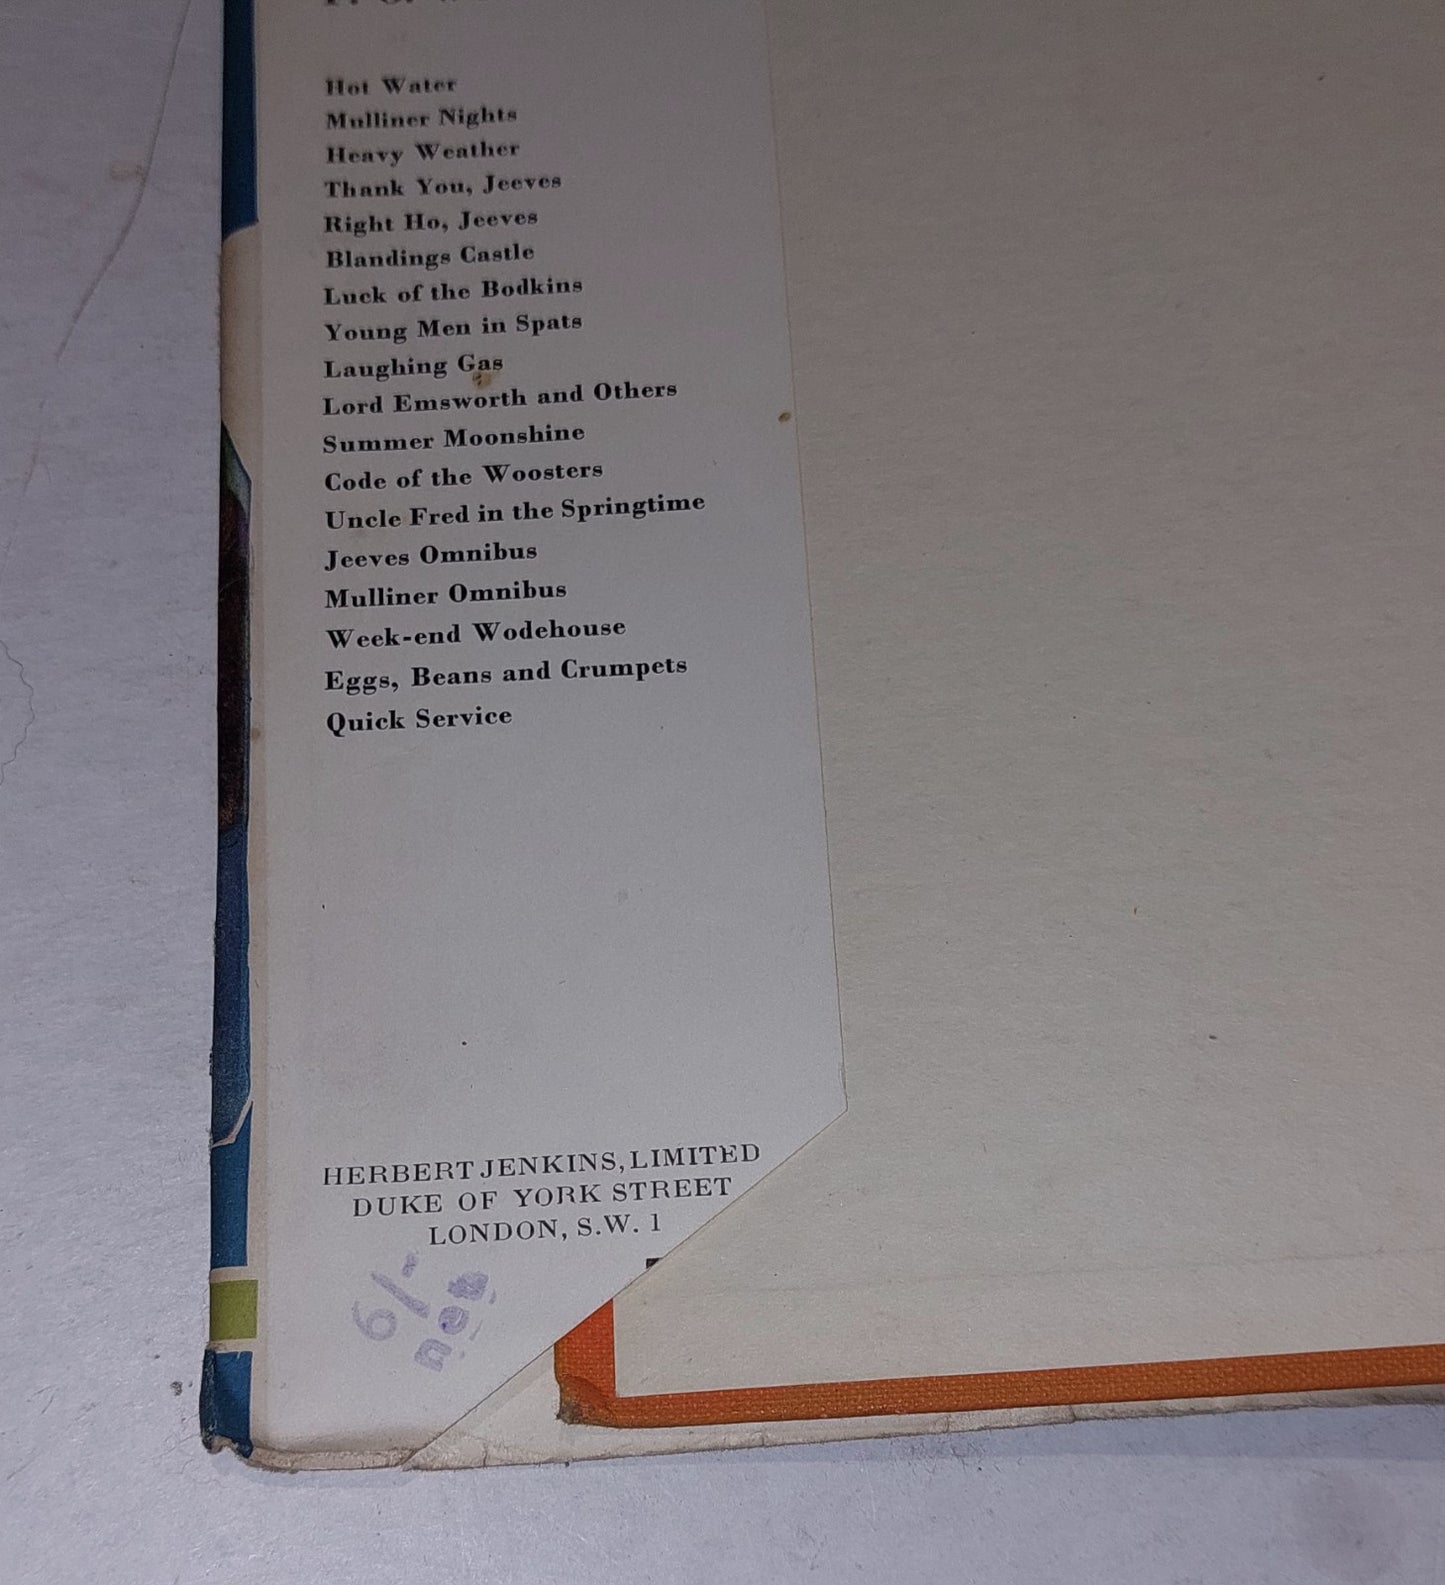 Hot Water
Mulliner Nights
Heavy Weather
Thank You, Jeeves
Right Ho, Jeeves
Blandings Castle
Luck of the Bodkins
Young Men in Spats
Laughing Gas
Lord Emsworth and Others
Summer Moonshine
Code of the Woosters
Uncle Fred in the Springtime
Jeeves Omnibus
Mulliner Omnibus
Week-end Wodehouse
Eggs, Beans and Crumpets
Quick Service
HERBERT JENKINS, LIMITED
DUKE OF YORK STREET
LONDON, S.W. 1
6/-
net